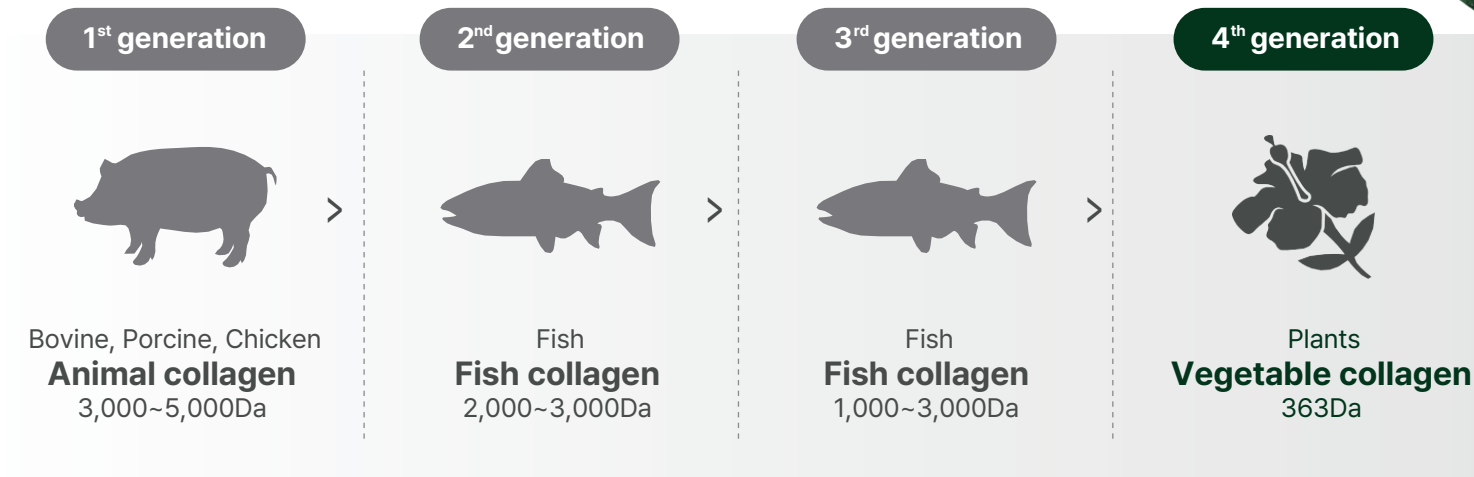 1st generation
Bovine, Porcine, Chicken
Animal collagen
3,000~5,000Da
2nd generation
Fish
Fish collagen
2,000~3,000Da
3rd generation
Fish
Fish collagen
1,000~3,000Da
4th generation
Plants
Vegetable collagen
363Da